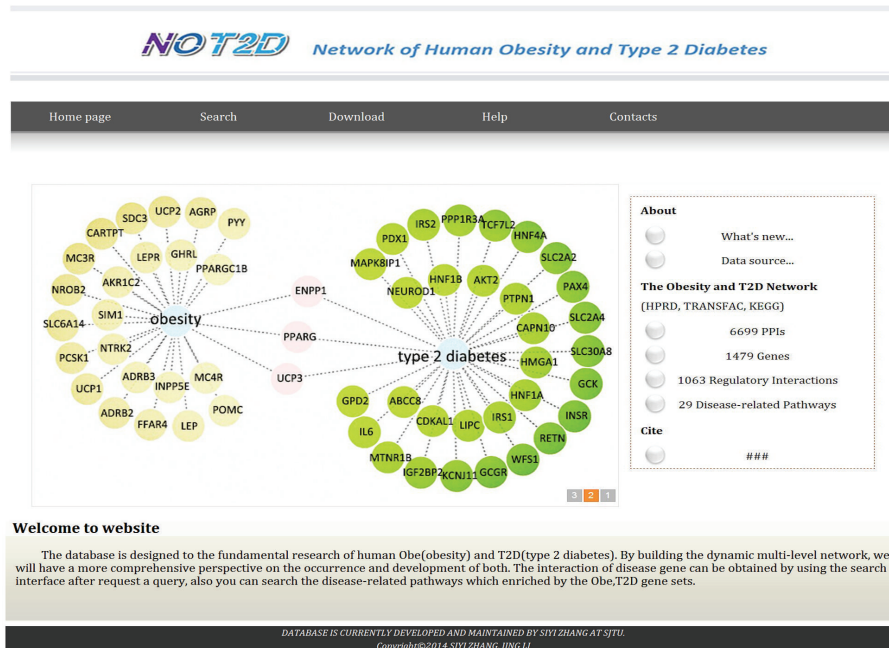 NOT2D Network of Human Obesity and Type 2 Diabetes
Home page Search Download Help Contacts
SDC3 UCP2 AGRP PYY
CARTPT
MC3R LEPR GHRL PPARGC1B
NROB2 AKR1C2
SLC6A14 SIM1 obesity
PCSK1 NTRK2
UCP1 ADRB3 INPP5E MC4R
ADRB2 FFAR4 LEP POMC
ENPP1
PPARG
UCP3
PDX1 IRS2 PPP1R3A TCF7L2 HNF4A
MAPK8IP1 SLC2A2
NEUROD1 HNF1B AKT2 PTPN1 PAX4
CAPN10 SLC2A4
type 2 diabetes HMGA1 SLC30A8
GCK
GPD2 ABCC8 HNF1A
IL6 CDKAL1 LIPC IRS1 INSR
MTNR1B RETN
IGF2BP2 KCNJ11 GCGR WFS1
3 2 1
About
What's new...
Data source...
The Obesity and T2D Network
(HPRD, TRANSFAC, KEGG)
6699 PPIs
1479 Genes
1063 Regulatory Interactions
29 Disease-related Pathways
Cite
###
Welcome to website
The database is designed to the fundamental research of human Obe(obesity) and T2D(type 2 diabetes). By building the dynamic multi-level network, we
will have a more comprehensive perspective on the occurrence and development of both. The interaction of disease gene can be obtained by using the search
interface after request a query, also you can search the disease-related pathways which enriched by the Obe,T2D gene sets.
DATABASE IS CURRENTLY DEVELOPED AND MAINTAINED BY SIYI ZHANG AT SJTU.
Copyright©2014 SIYI ZHANG, JING LI